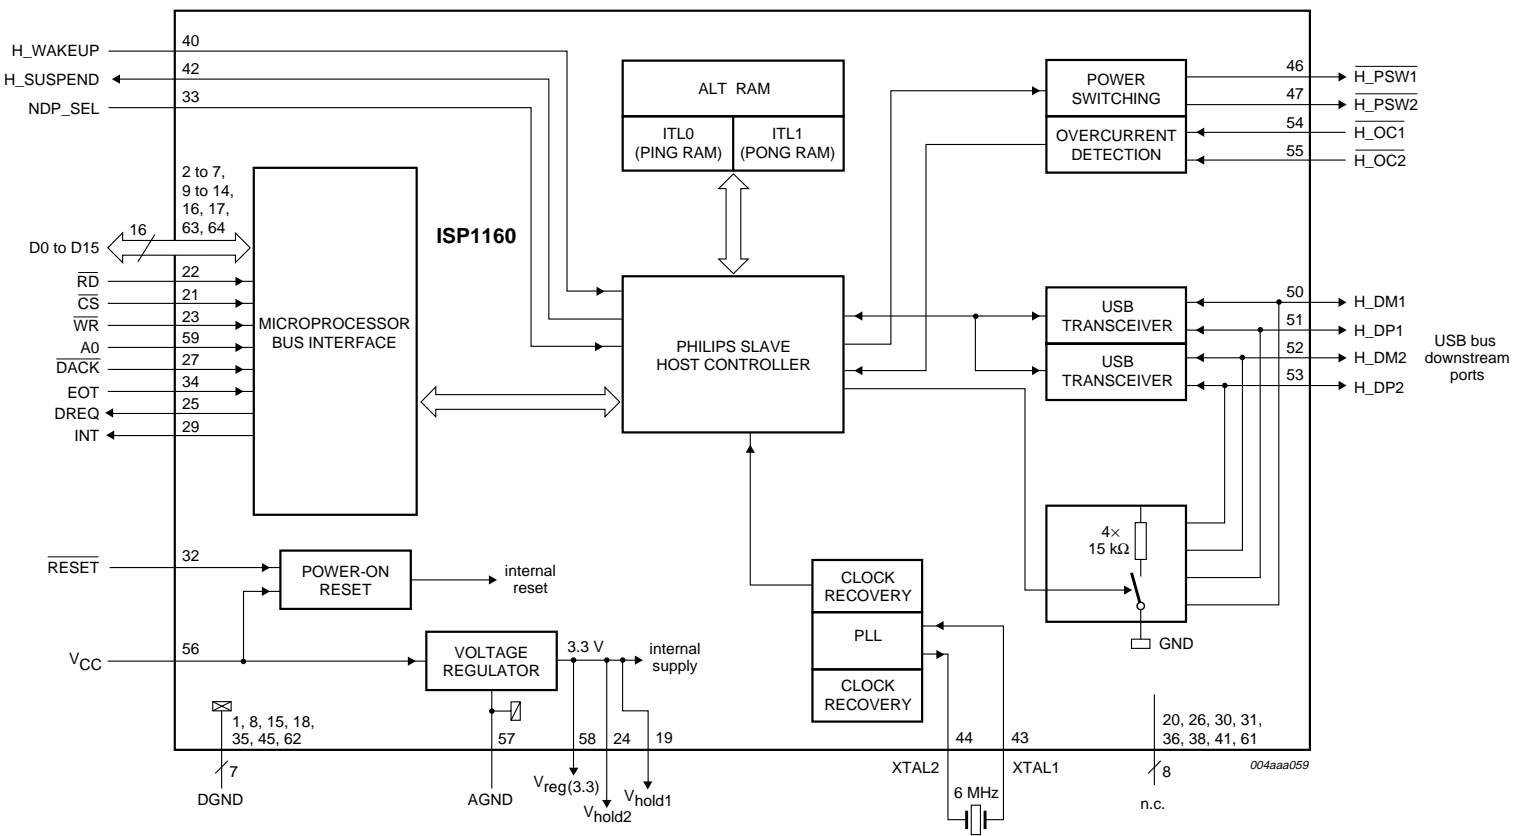 H_WAKEUP
40
H_SUSPEND
42
NDP_SEL
33
2 to 7,
9 to 14,
16, 17,
63, 64
D0 to D15
16
RD
22
CS
21
WR
23
A0
59
DACK
27
EOT
34
DREQ
25
INT
29
MICROPROCESSOR
BUS INTERFACE
ISP1160
ALT RAM
ITL0
(PING RAM)
ITL1
(PONG RAM)
PHILIPS SLAVE
HOST CONTROLLER
POWER
SWITCHING
OVERCURRENT
DETECTION
46
H_PSW1
47
H_PSW2
54
H_OC1
55
H_OC2
USB
TRANSCEIVER
USB
TRANSCEIVER
50
H_DM1
51
H_DP1
52
H_DM2
53
H_DP2
USB bus
downstream
ports
4×
15 kΩ
GND
RESET
32
POWER-ON
RESET
internal
reset
VCC
56
VOLTAGE
REGULATOR
3.3 V
internal
supply
CLOCK
RECOVERY
PLL
CLOCK
RECOVERY
1, 8, 15, 18,
35, 45, 62
7
DGND
57
AGND
58
Vreg(3.3)
24
Vhold2
19
Vhold1
44
XTAL2
43
XTAL1
6 MHz
20, 26, 30, 31,
36, 38, 41, 61
8
n.c.
004aaa059